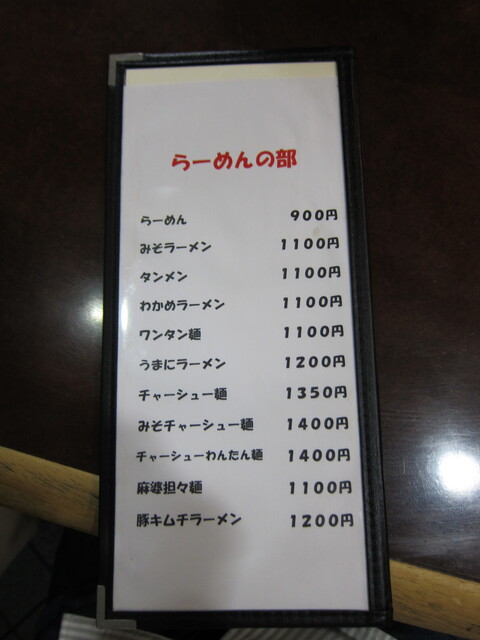 らーめんの部
らーめん 900円
みそラーメン 1100円
タンメン 1100円
わかめラーメン 1100円
ワンタン麺 1100円
うまにラーメン 1200円
チャーシュー麺 1350円
みそチャーシュー麺 1400円
チャーシューわんたん麺 1400円
麻婆担々麺 1100円
豚キムチラーメン 1200円